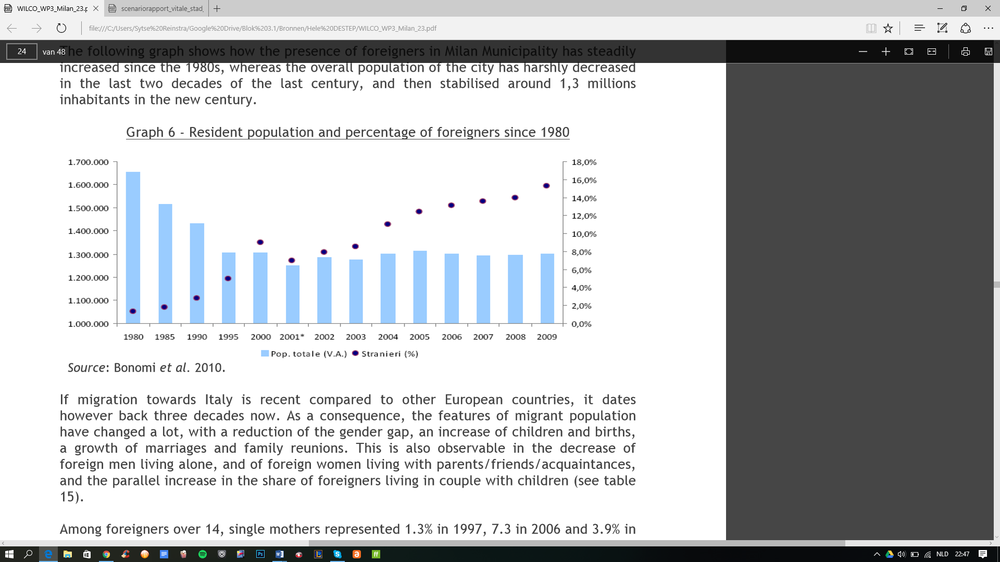 WILCO_WP3_Milan_23.p
scenariorapport_vitale_stad_
file:///C:/Users/Sytse%20Reinstra/Google%20Drive/Blok%203.1/Bronnen/Hele%20DESTEP/WILCO_WP3_Milan_23.pdf
24 van 48
The following graph shows how the presence of foreigners in Milan Municipality has steadily
increased since the 1980s, whereas the overall population of the city has harshly decreased
in the last two decades of the last century, and then stabilised around 1,3 millions
inhabitants in the new century.
Graph 6 - Resident population and percentage of foreigners since 1980
1.700.000 18,0%
1.600.000 16,0%
1.500.000 14,0%
1.400.000 12,0%
1.300.000 10,0%
1.200.000 8,0%
1.100.000 6,0%
1.000.000 4,0%
2,0%
0,0%
1980 1985 1990 1995 2000 2001* 2002 2003 2004 2005 2006 2007 2008 2009
Pop. totale (V.A.) Stranieri (%)
Source: Bonomi et al. 2010.
If migration towards Italy is recent compared to other European countries, it dates
however back three decades now. As a consequence, the features of migrant population
have changed a lot, with a reduction of the gender gap, an increase of children and births,
a growth of marriages and family reunions. This is also observable in the decrease of
foreign men living alone, and of foreign women living with parents/friends/acquaintances,
and the parallel increase in the share of foreigners living in couple with children (see table
15).
Among foreigners over 14, single mothers represented 1.3% in 1997, 7.3 in 2006 and 3.9% in
NLD 22:47